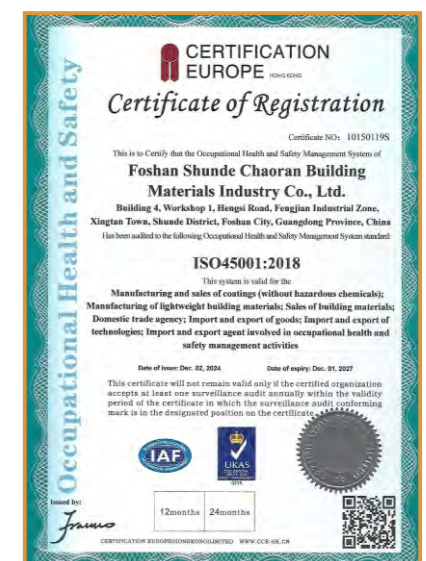 CERTIFICATION
EUROPE HONG KONG
Occupational Health and Safety
Certificate of Registration
Certificate NO: 10150119S
This is to Certify that the Occupational Health and Safety Management System of
Foshan Shunde Chaoran Building
Materials Industry Co., Ltd.
Building 4, Workshop 1, Hengsi Road, Fengjian Industrial Zone,
Xingtan Town, Shunde District, Foshan City, Guangdong Province, China
Has been audited to the following Occupational Health and Safety Management System standard:
ISO45001:2018
This system is valid for the
Manufacturing and sales of coatings (without hazardous chemicals);
Manufacturing of lightweight building materials; Sales of building materials;
Domestic trade agency; Import and export of goods; Import and export of
technologies; Import and export agent involved in occupational health and
safety management activities
Date of issue: Dec. 02, 2024 Date of expiry: Dec. 01, 2027
This certificate will not remain valid only if the certified organization
accepts at least one surveillance audit annually within the validity
period of the certificate in which the surveillance audit conforming
mark is in the designated position on the certificate.
IAF
UKAS
Issued by:
12months 24months
CERTIFICATION EUROPE(HONGKONG)LIMITED WWW.CCE-HK.CN